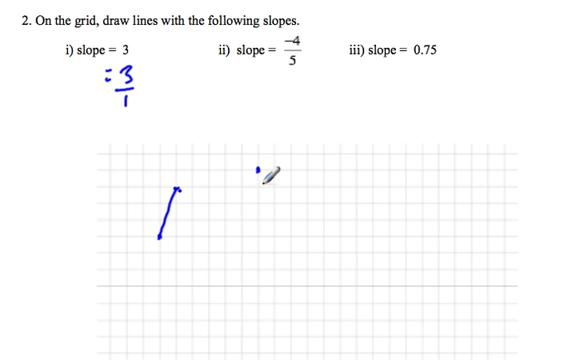 2. On the grid, draw lines with the following slopes.
i) slope = 3 ii) slope = -4/5 iii) slope = 0.75
= 3/1